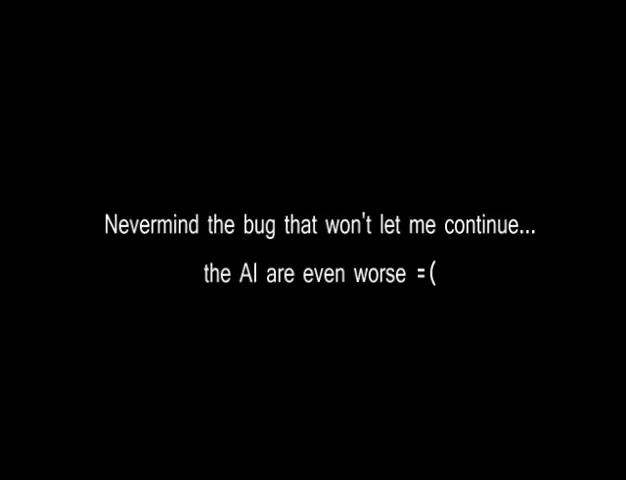 Nevermind the bug that won't let me continue...
the AI are even worse =(